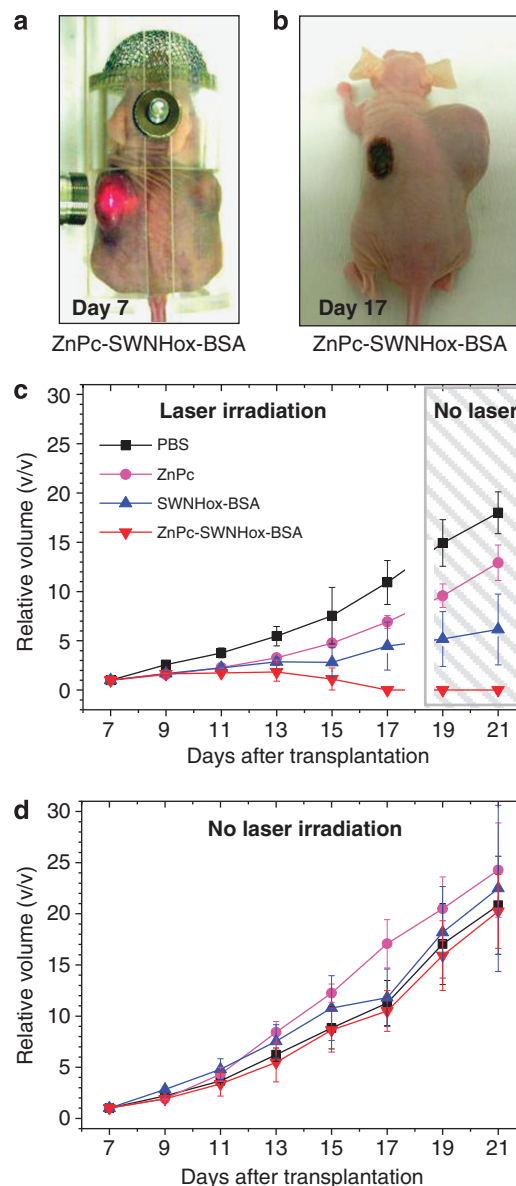 a
b
Day 7
Day 17
ZnPc-SWNHox-BSA
ZnPc-SWNHox-BSA
c
Laser irradiation
No laser
PBS
ZnPc
SWNHox-BSA
ZnPc-SWNHox-BSA
Relative volume (v/v)
30
25
20
15
10
5
0
7 9 11 13 15 17 19 21
Days after transplantation
d
No laser irradiation
Relative volume (v/v)
30
25
20
15
10
5
0
7 9 11 13 15 17 19 21
Days after transplantation